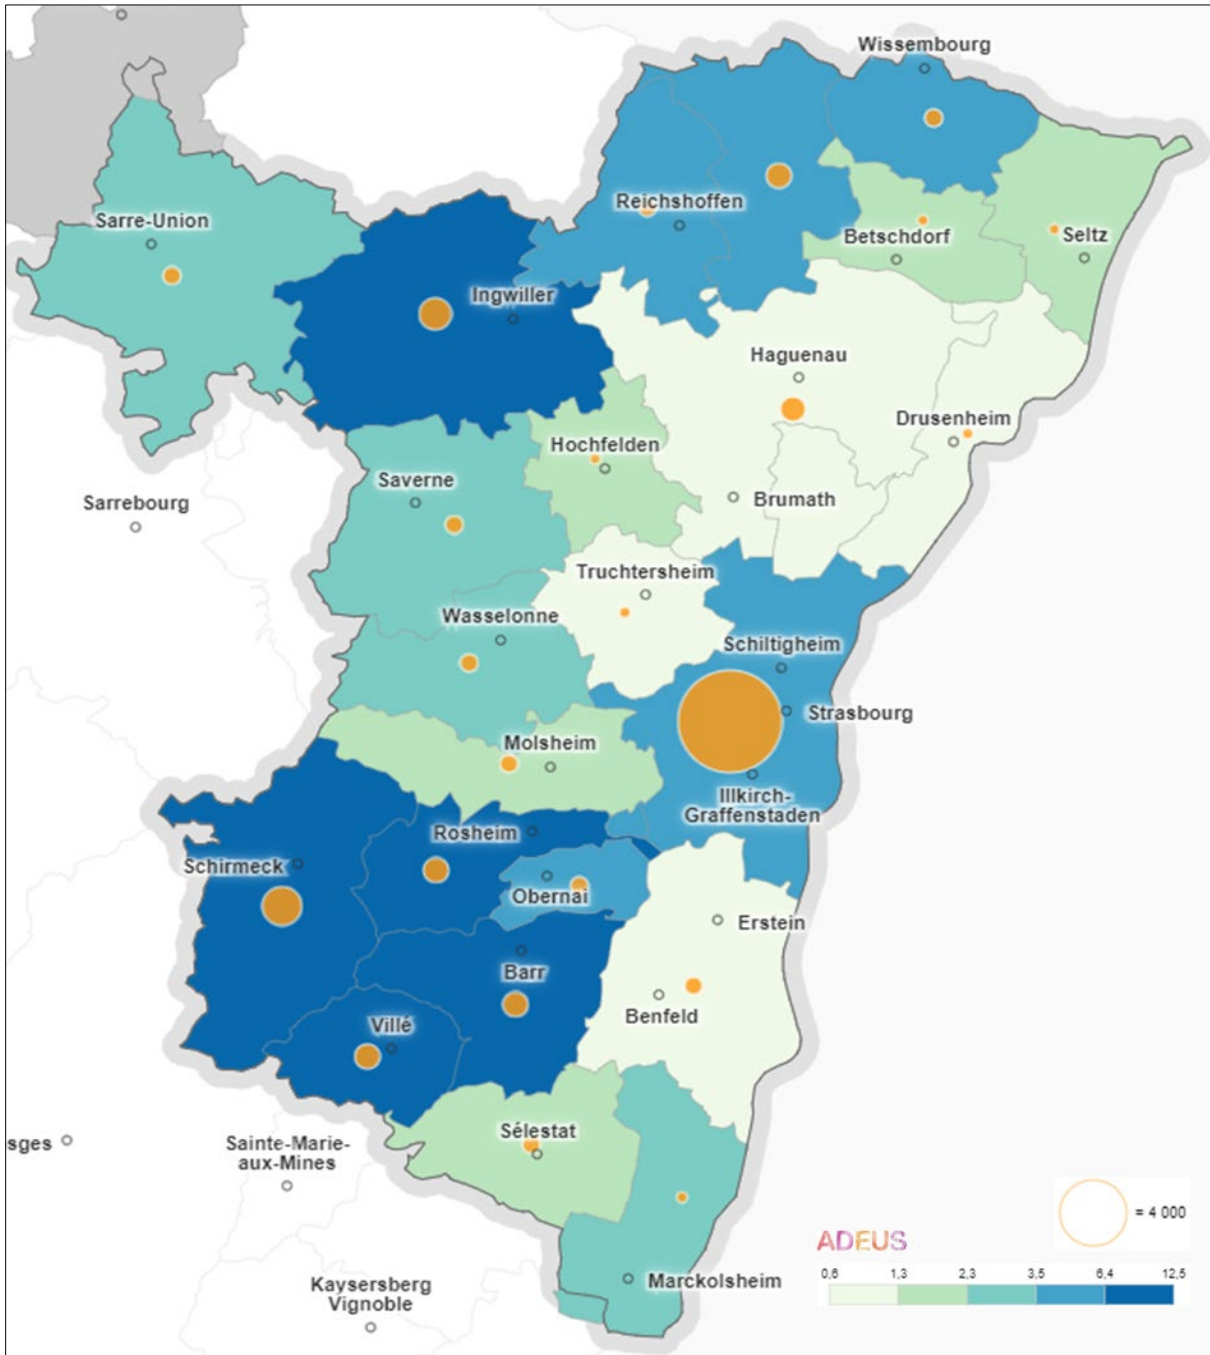 Wissembourg
Reichshoffen
Sarre-Union
Betschdorf
Seltz
Ingwiller
Haguenau
Drusenheim
Hochfelden
Saverne
Sarrebourg
Brumath
Truchtersheim
Wasselonne
Schiltigheim
Strasbourg
Molsheim
Illkirch-
Graffenstaden
Rosheim
Schirmeck
Obernai
Erstein
Barr
Benfeld
Villé
Sélestat
sges
Sainte-Marie-
aux-Mines
= 4 000
ADEUS
0,6 1,3 2,3 3,5 6,4 12,5
Marckolsheim
Kaysersberg
Vignoble